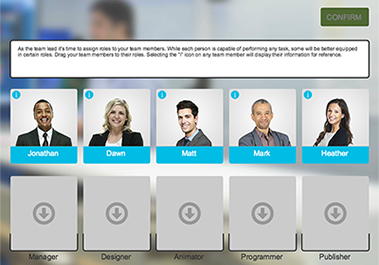 CONFIRM
As the team lead it's time to assign roles to your team members. While each person is capable of performing any task, some will be better equipped
in certain roles. Drag your team members to their roles. Selecting the "i" icon on any team member will display their information for reference.
i i i i i
Jonathan Dawn Matt Mark Heather
Manager Designer Animator Programmer Publisher